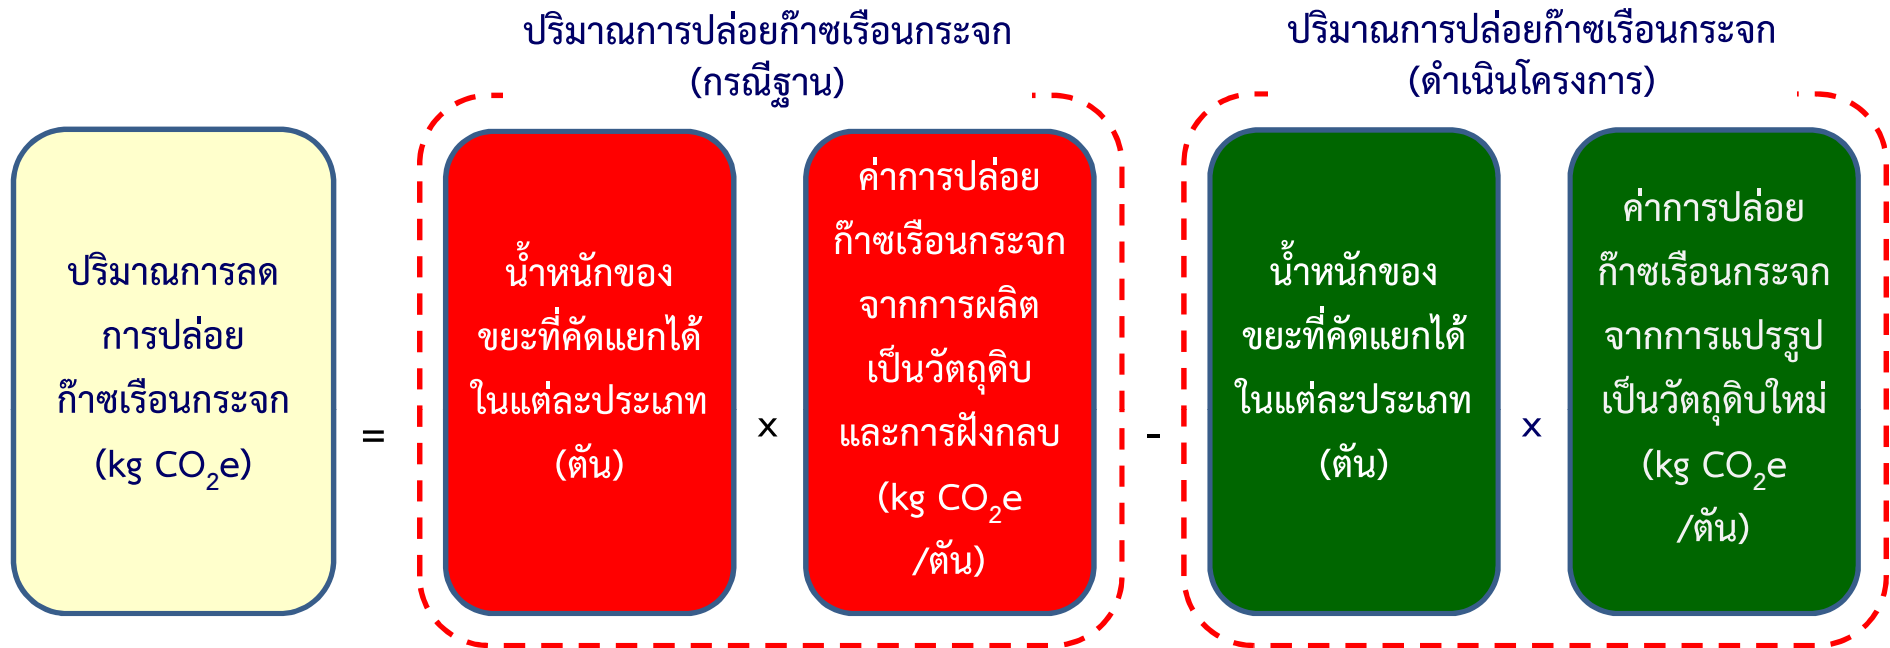 ปริมาณการปล่อยก๊าซเรือนกระจก
(กรณีฐาน)
ปริมาณการปล่อยก๊าซเรือนกระจก
(ดำเนินโครงการ)
ปริมาณการลด
การปล่อย
ก๊าซเรือนกระจก
(kg CO₂e)
=
น้ำหนักของ
ขยะที่คัดแยกได้
ในแต่ละประเภท
(ตัน)
x
ค่าการปล่อย
ก๊าซเรือนกระจก
จากการผลิต
เป็นวัตถุดิบ
และการฝังกลบ
(kg CO₂e
/ตัน)
-
น้ำหนักของ
ขยะที่คัดแยกได้
ในแต่ละประเภท
(ตัน)
x
ค่าการปล่อย
ก๊าซเรือนกระจก
จากการแปรรูป
เป็นวัตถุดิบใหม่
(kg CO₂e
/ตัน)